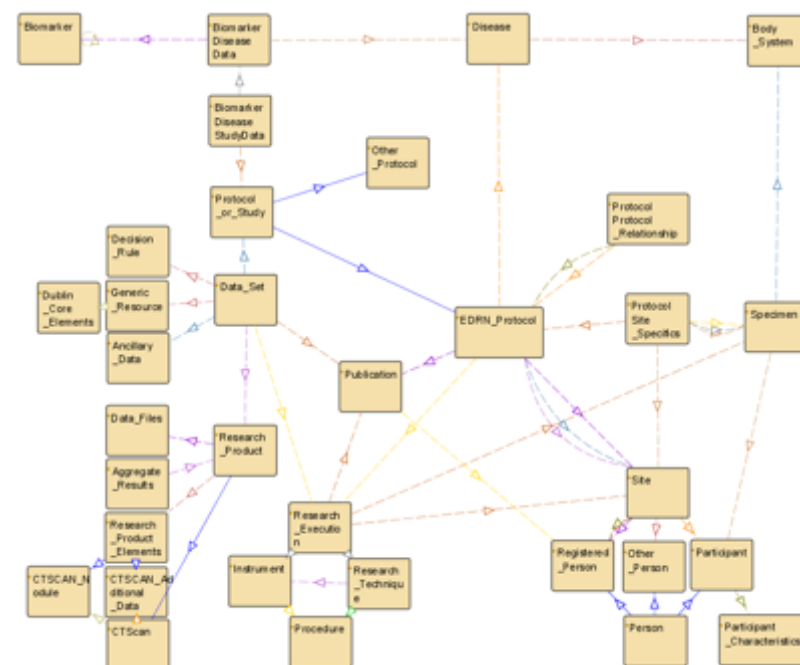 Biomarker
Biomarker
Disease
Data
Disease
Body
_System
Biomarker
Disease
StudyData
Other
_Protocol
Protocol
_or_Study
Protocol
Protocol
_Relationship
Decision
_Rule
Dublin
_Core
_Elements
Generic
_Resource
Data_Set
Ancillary
_Data
EDRN_Protocol
Protocol
Site
_Specifics
Specimen
Publication
Data_Files
Research
_Product
Aggregate
_Results
Site
Research
_Product
_Elements
Research
_Executio
n
CTSCAN_N
odule
CTSCAN_Ad
ditional
_Data
Instrument
Research
_Techniqu
e
Registered
_Person
Other
_Person
Participant
CTScan
Procedure
Person
Participant
_Characteristics